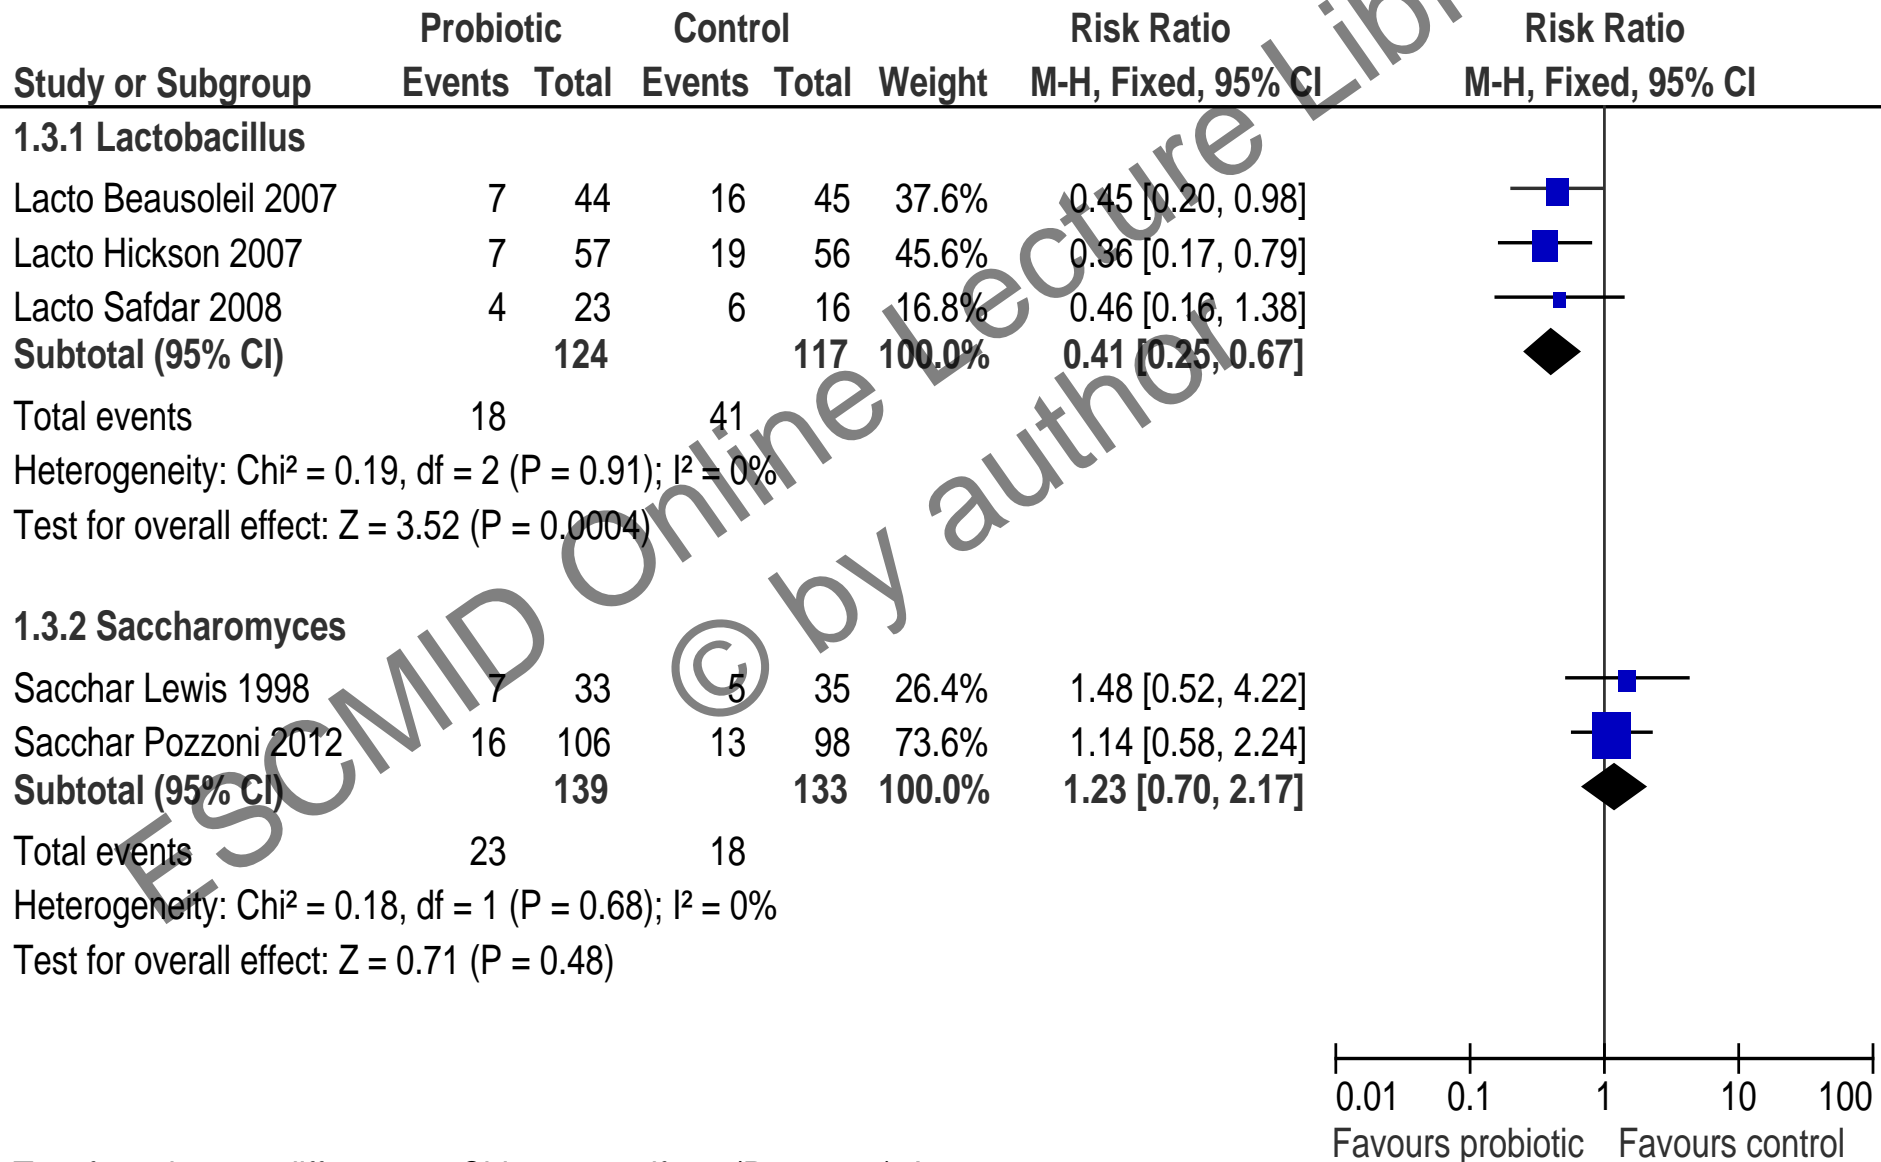 Probiotic Control Risk Ratio Risk Ratio
Study or Subgroup Events Total Events Total Weight M-H, Fixed, 95% CI M-H, Fixed, 95% CI
1.3.1 Lactobacillus
Lacto Beausoleil 2007 7 44 16 45 37.6% 0.45 [0.20, 0.98]
Lacto Hickson 2007 7 57 19 56 45.6% 0.36 [0.17, 0.79]
Lacto Safdar 2008 4 23 6 16 16.8% 0.46 [0.16, 1.38]
Subtotal (95% CI) 124 117 100.0% 0.41 [0.25, 0.67]
Total events 18 41
Heterogeneity: Chi² = 0.19, df = 2 (P = 0.91); I² = 0%
Test for overall effect: Z = 3.52 (P = 0.0004)
1.3.2 Saccharomyces
Sacchar Lewis 1998 7 33 5 35 26.4% 1.48 [0.52, 4.22]
Sacchar Pozzoni 2012 16 106 13 98 73.6% 1.14 [0.58, 2.24]
Subtotal (95% CI) 139 133 100.0% 1.23 [0.70, 2.17]
Total events 23 18
Heterogeneity: Chi² = 0.18, df = 1 (P = 0.68); I² = 0%
Test for overall effect: Z = 0.71 (P = 0.48)
0.01 0.1 1 10 100
Favours probiotic Favours control
ESCMID Online Lecture
© by author